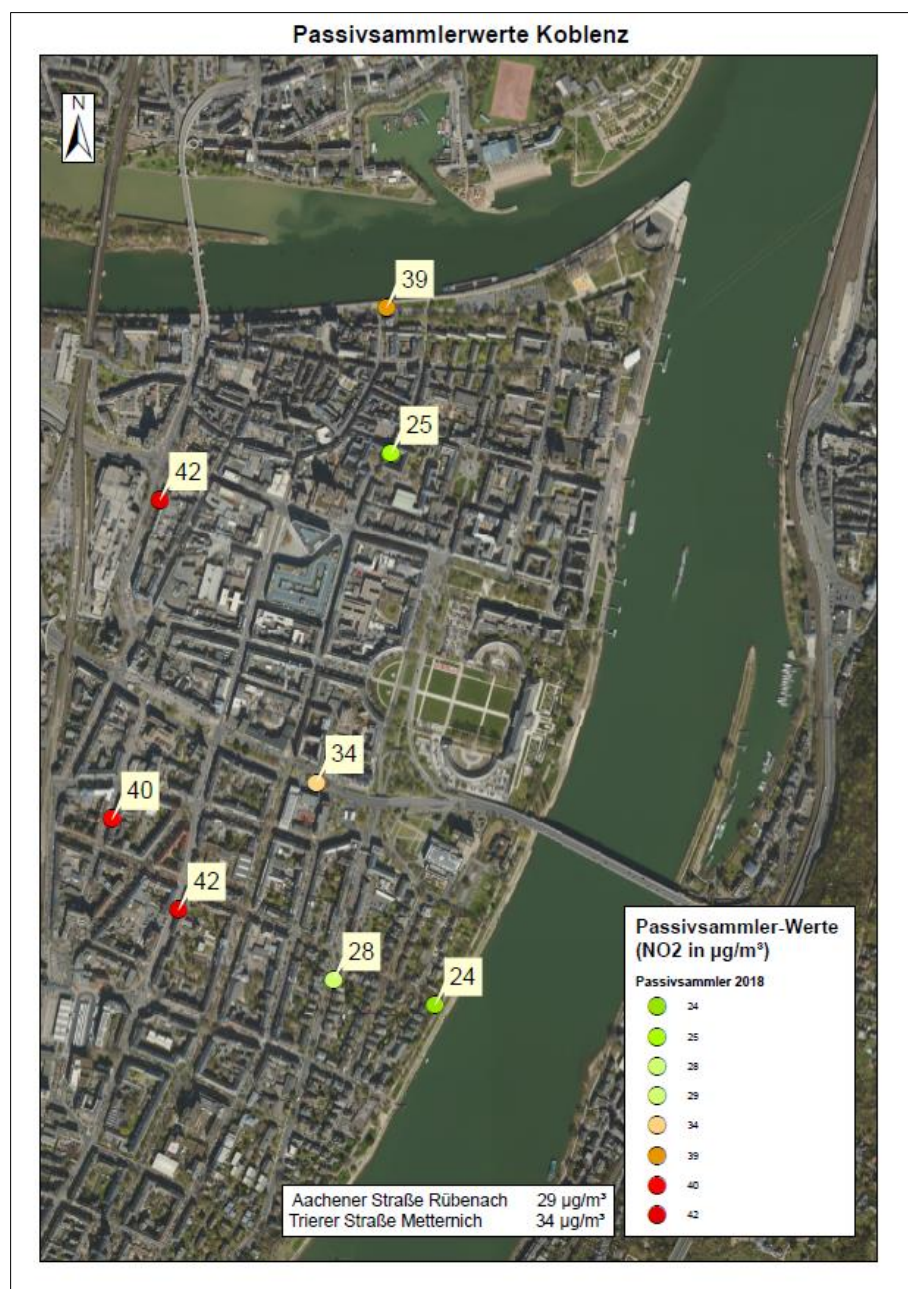 Passivsammlerwerte Koblenz
N
39
25
42
34
40
42
28
24
Passivsammler-Werte
(NO2 in µg/m³)
Passivsammler 2018
24
25
28
29
34
39
40
42
Aachener Straße Rübenach 29 µg/m³
Trierer Straße Metternich 34 µg/m³